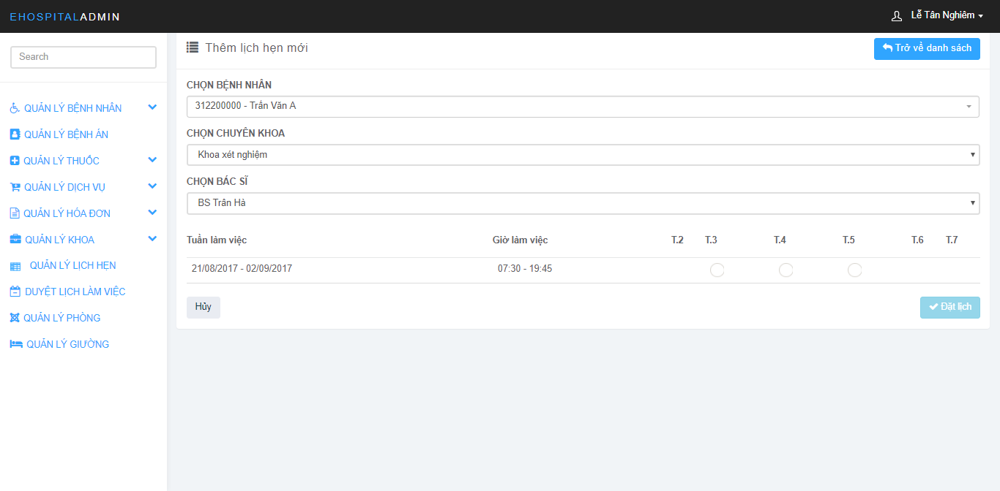 EHOSPITALADMIN
Lễ Tân Nghiêm
Search
QUẢN LÝ BỆNH NHÂN
QUẢN LÝ BỆNH ÁN
QUẢN LÝ THUỐC
QUẢN LÝ DỊCH VỤ
QUẢN LÝ HÓA ĐƠN
QUẢN LÝ KHOA
QUẢN LÝ LỊCH HẸN
DUYỆT LỊCH LÀM VIỆC
QUẢN LÝ PHÒNG
QUẢN LÝ GIƯỜNG
Thêm lịch hẹn mới
Trở về danh sách
CHỌN BỆNH NHÂN
312200000 - Trần Văn A
CHỌN CHUYÊN KHOA
Khoa xét nghiệm
CHỌN BÁC SĨ
BS Trân Hà
Tuần làm việc Giờ làm việc T.2 T.3 T.4 T.5 T.6 T.7
21/08/2017 - 02/09/2017 07:30 - 19:45
Hủy
Đặt lịch